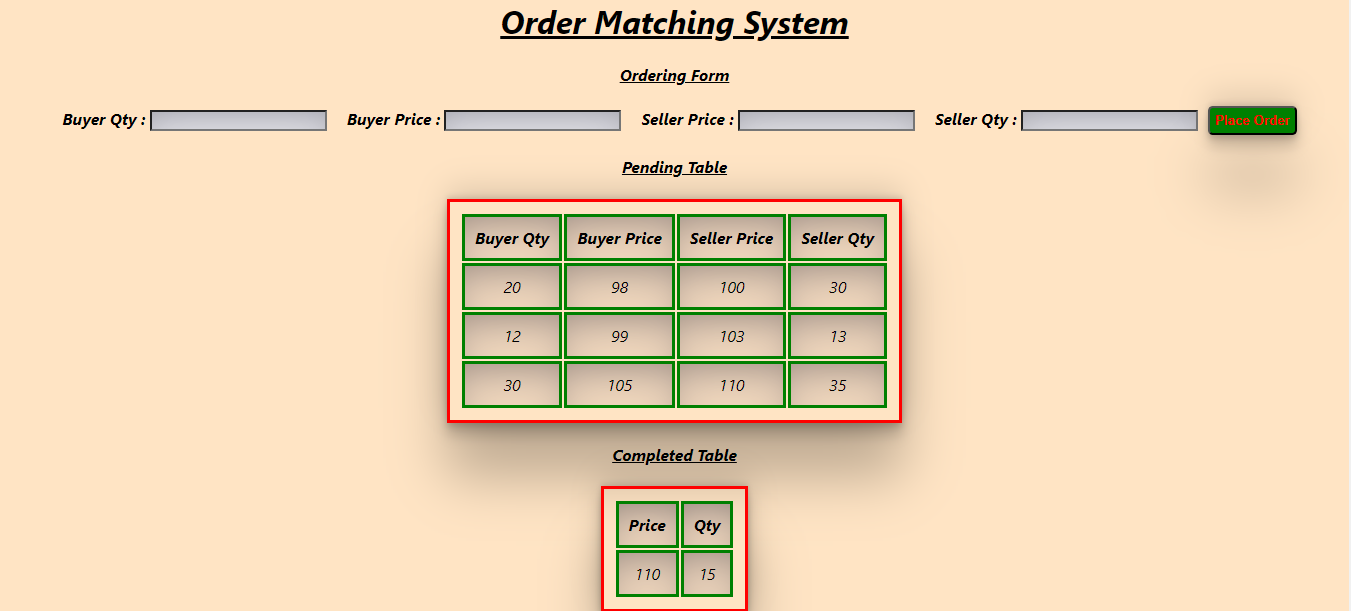 Order Matching System
Ordering Form
Buyer Qty : Buyer Price : Seller Price : Seller Qty : Place Order
Pending Table
Buyer Qty Buyer Price Seller Price Seller Qty
20 98 100 30
12 99 103 13
30 105 110 35
Completed Table
Price Qty
110 15